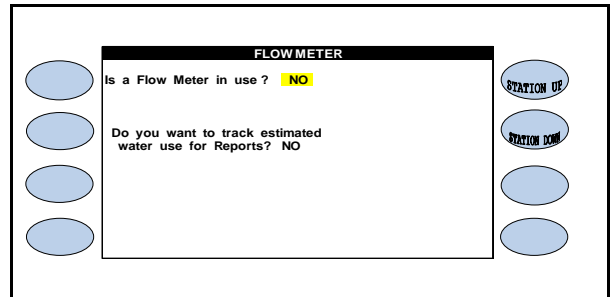 FLOW METER
Is a Flow Meter in use ? NO
STATION UP
Do you want to track estimated
water use for Reports? NO
STATION DOWN